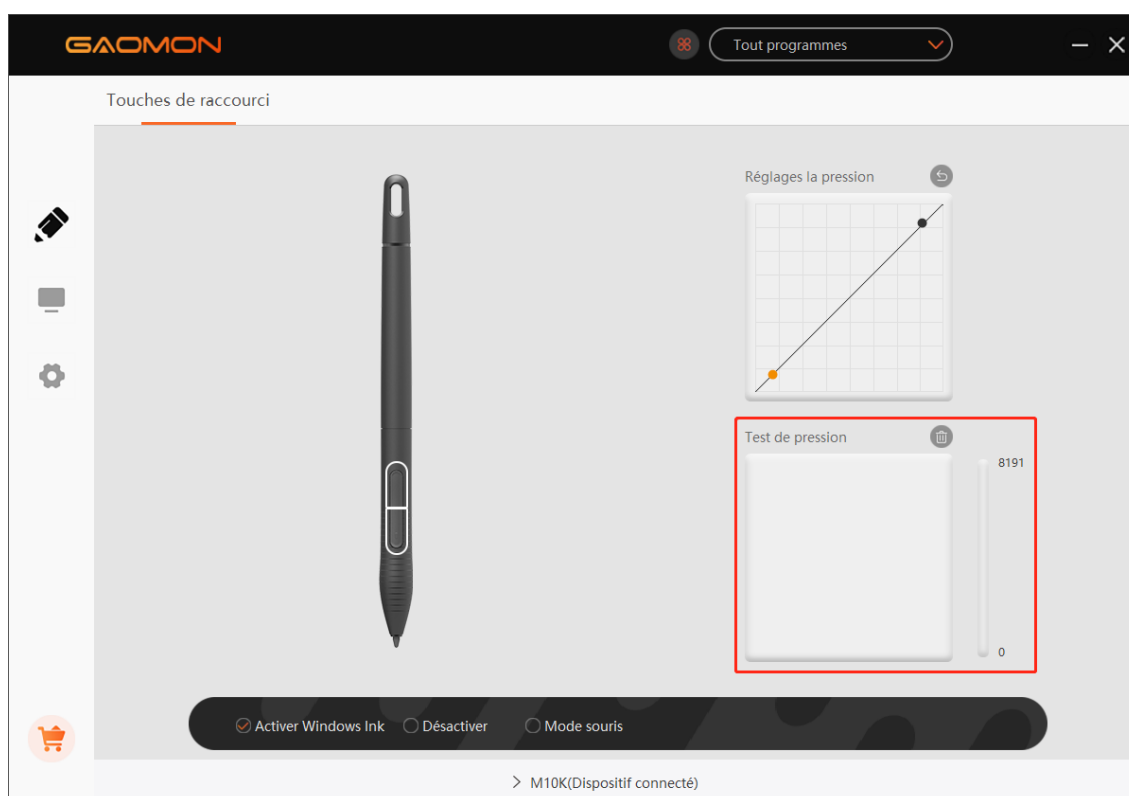 GAOMON
Tout programmes
Touches de raccourci
Réglages la pression
Test de pression
8191
0
Activer Windows Ink
Désactiver
Mode souris
M10K(Dispositif connecté)